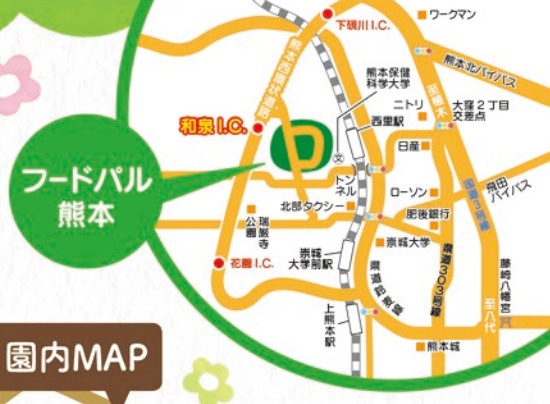 下硯川I.C.
ワークマン
熊本西環状道路
熊本北バイパス
熊本保健
科学大学
至植木
ニトリ
大窪2丁目
交差点
和泉I.C.
西里駅
日産
文
フードパル
熊本
トン
ネル
国道3号線
飛田
バイパス
ローソン
北部タクシー
肥後銀行
瑞巌寺
公園
崇城大学
崇城
大学前駅
県道303号線
藤崎八幡宮
花園I.C.
至八代
上熊本駅
熊本城
園内MAP